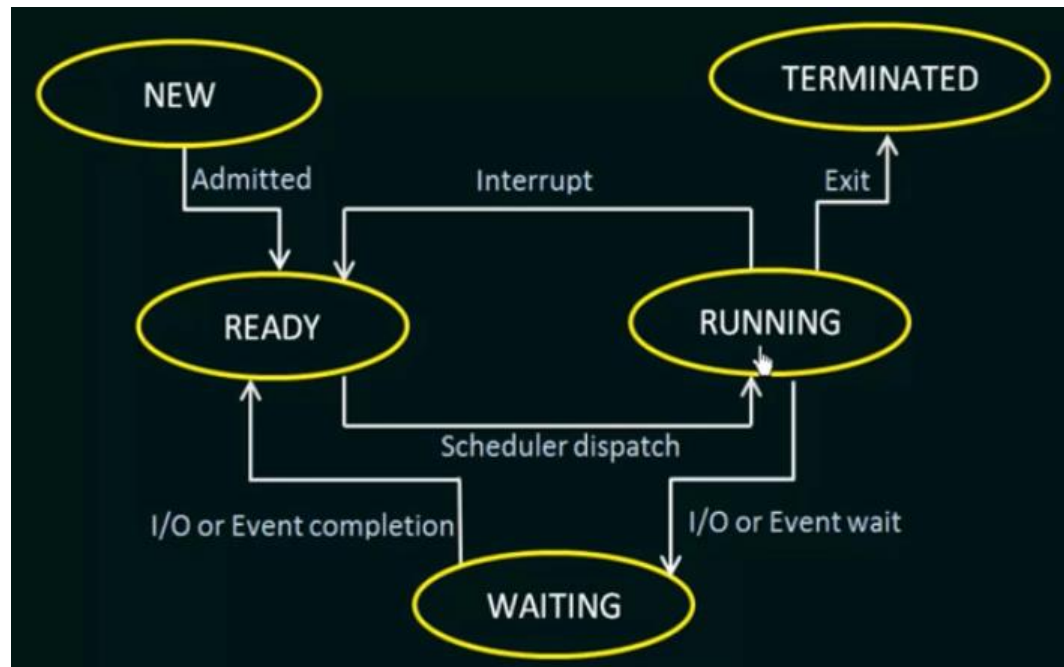 NEW
TERMINATED
Admitted
Interrupt
Exit
READY
RUNNING
Scheduler dispatch
I/O or Event completion
I/O or Event wait
WAITING